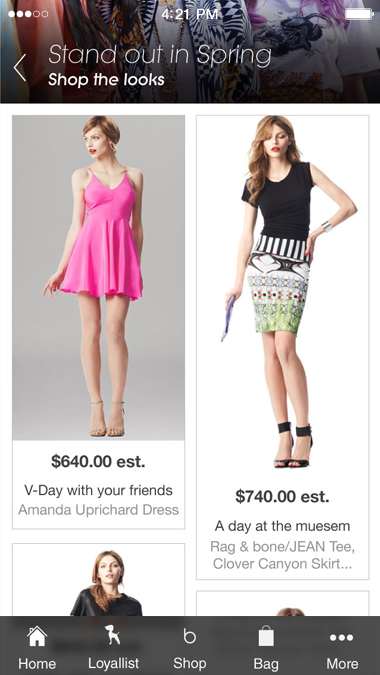 4:21 PM
Stand out in Spring
Shop the looks
$640.00 est.
V-Day with your friends
Amanda Uprichard Dress
$740.00 est.
A day at the muesem
Rag & bone/JEAN Tee,
Clover Canyon Skirt...
Home
Loyallist
Shop
Bag
More